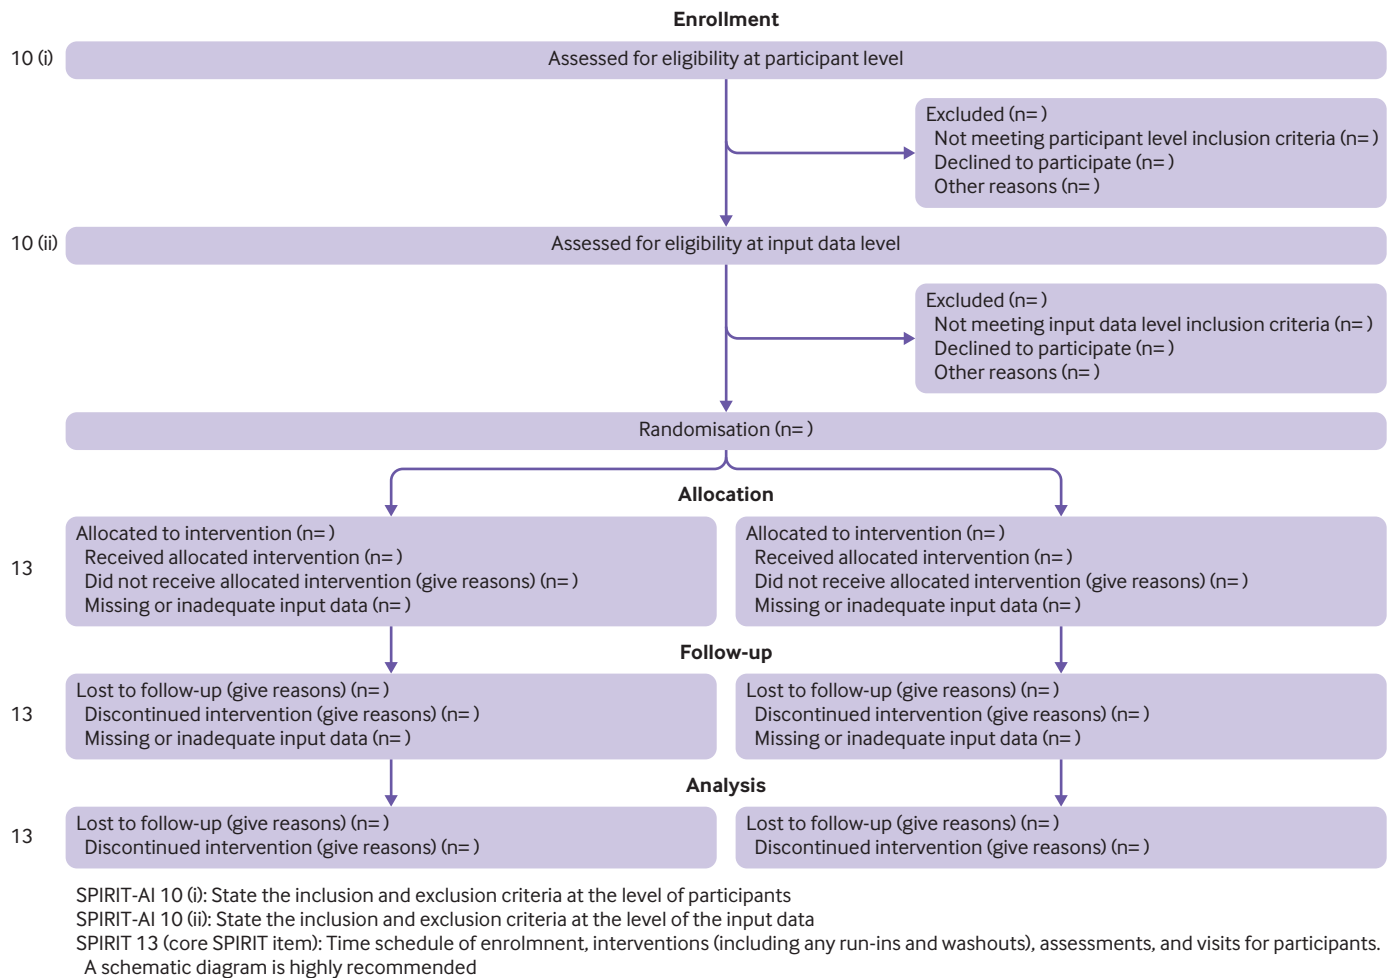 Enrollment
10 (i)
Assessed for eligibility at participant level
Excluded (n= )
Not meeting participant level inclusion criteria (n= )
Declined to participate (n= )
Other reasons (n= )
10 (ii)
Assessed for eligibility at input data level
Excluded (n= )
Not meeting input data level inclusion criteria (n= )
Declined to participate (n= )
Other reasons (n= )
Randomisation (n= )
Allocation
13
Allocated to intervention (n= )
Received allocated intervention (n= )
Did not receive allocated intervention (give reasons) (n= )
Missing or inadequate input data (n= )
Allocated to intervention (n= )
Received allocated intervention (n= )
Did not receive allocated intervention (give reasons) (n= )
Missing or inadequate input data (n= )
Follow-up
13
Lost to follow-up (give reasons) (n= )
Discontinued intervention (give reasons) (n= )
Missing or inadequate input data (n= )
Lost to follow-up (give reasons) (n= )
Discontinued intervention (give reasons) (n= )
Missing or inadequate input data (n= )
Analysis
13
Lost to follow-up (give reasons) (n= )
Discontinued intervention (give reasons) (n= )
Lost to follow-up (give reasons) (n= )
Discontinued intervention (give reasons) (n= )
SPIRIT-AI 10 (i): State the inclusion and exclusion criteria at the level of participants
SPIRIT-AI 10 (ii): State the inclusion and exclusion criteria at the level of the input data
SPIRIT 13 (core SPIRIT item): Time schedule of enrolmnent, interventions (including any run-ins and washouts), assessments, and visits for participants.
A schematic diagram is highly recommended